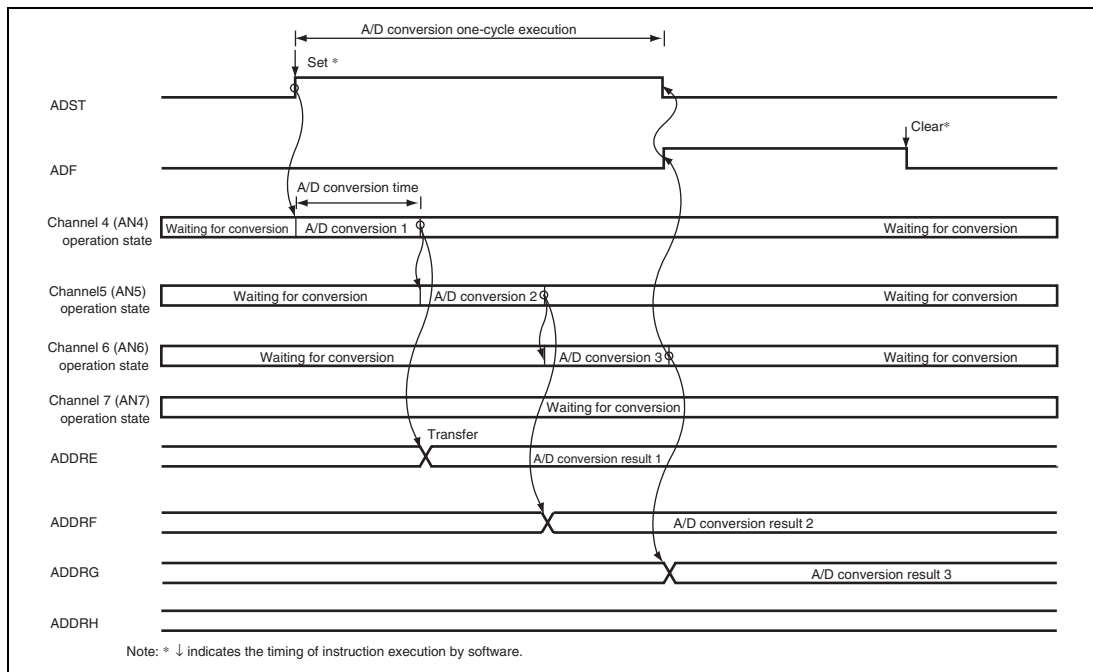 A/D conversion one-cycle execution
Set *
ADST
Clear*
ADF
A/D conversion time
Channel 4 (AN4)
operation state
Waiting for conversion
A/D conversion 1
Waiting for conversion
Channel5 (AN5)
operation state
Waiting for conversion
A/D conversion 2
Waiting for conversion
Channel 6 (AN6)
operation state
Waiting for conversion
A/D conversion 3
Waiting for conversion
Channel 7 (AN7)
operation state
Waiting for conversion
Transfer
ADDRE
A/D conversion result 1
ADDRF
A/D conversion result 2
ADDRG
A/D conversion result 3
ADDRH
Note: * ↓ indicates the timing of instruction execution by software.